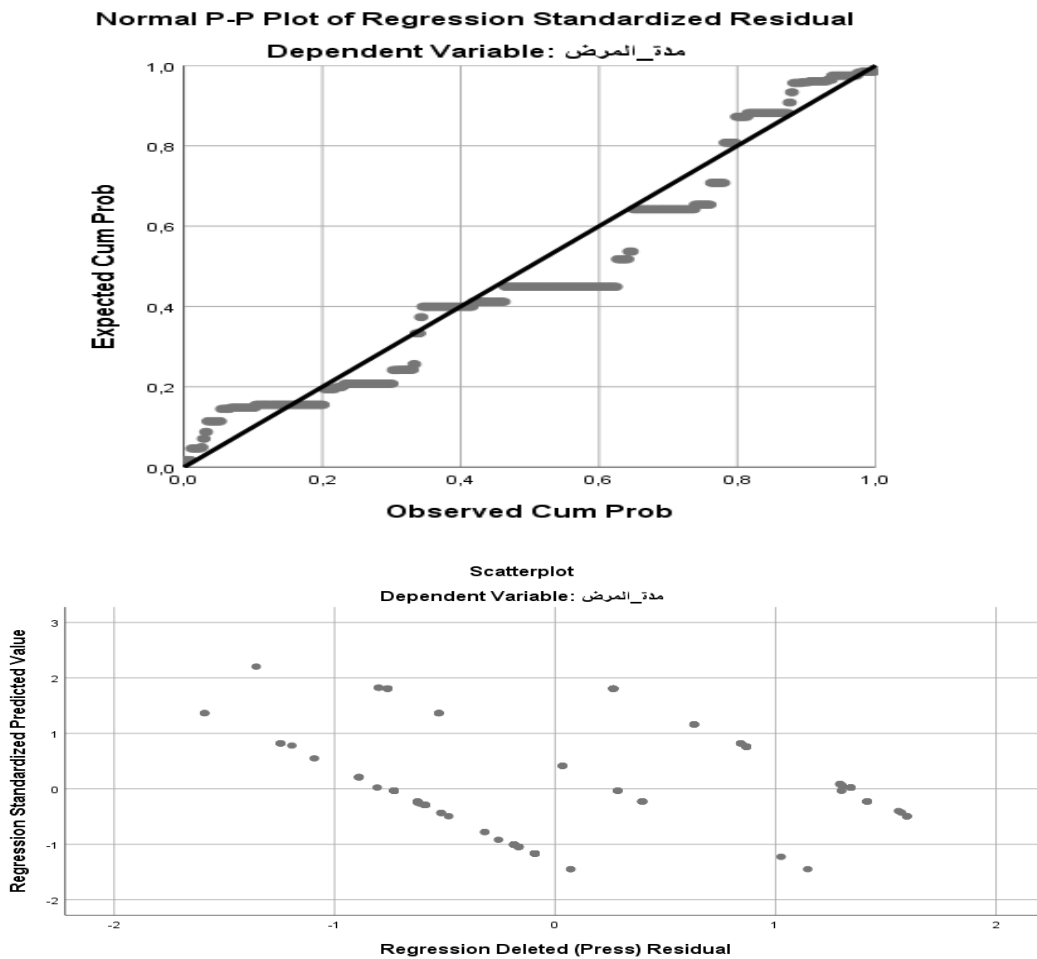 Normal P-P Plot of Regression Standardized Residual
Dependent Variable: مدة_المرض
1,0
0,8
0,6
0,4
0,2
0,0
Expected Cum Prob
0,0 0,2 0,4 0,6 0,8 1,0
Observed Cum Prob
Scatterplot
Dependent Variable: مدة_المرض
3
2
1
0
-1
-2
Regression Standardized Predicted Value
-2 -1 0 1 2
Regression Deleted (Press) Residual